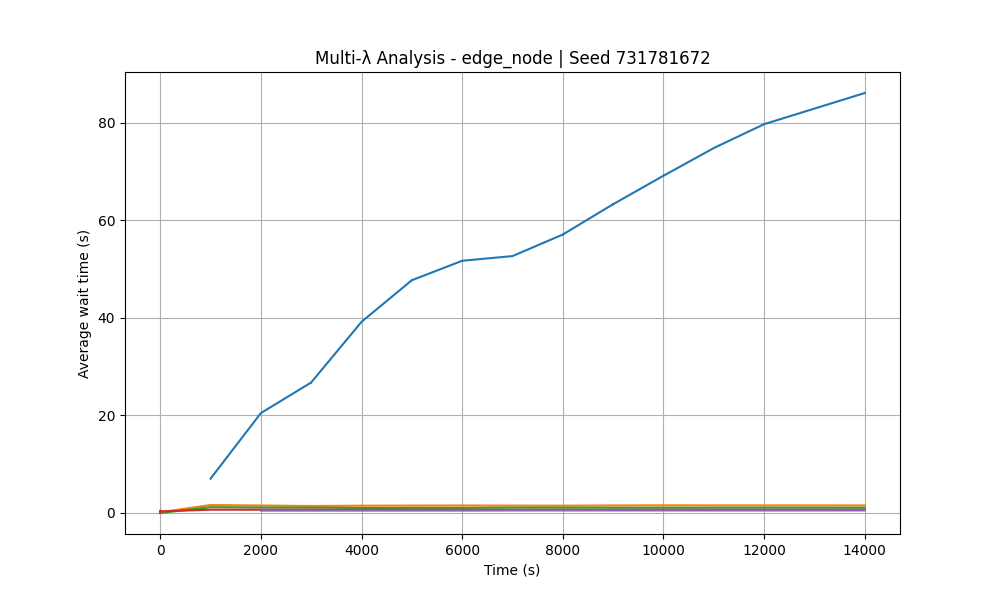 Multi-λ Analysis - edge_node | Seed 731781672
Average wait time (s)
80
60
40
20
0
0 2000 4000 6000 8000 10000 12000 14000
Time (s)